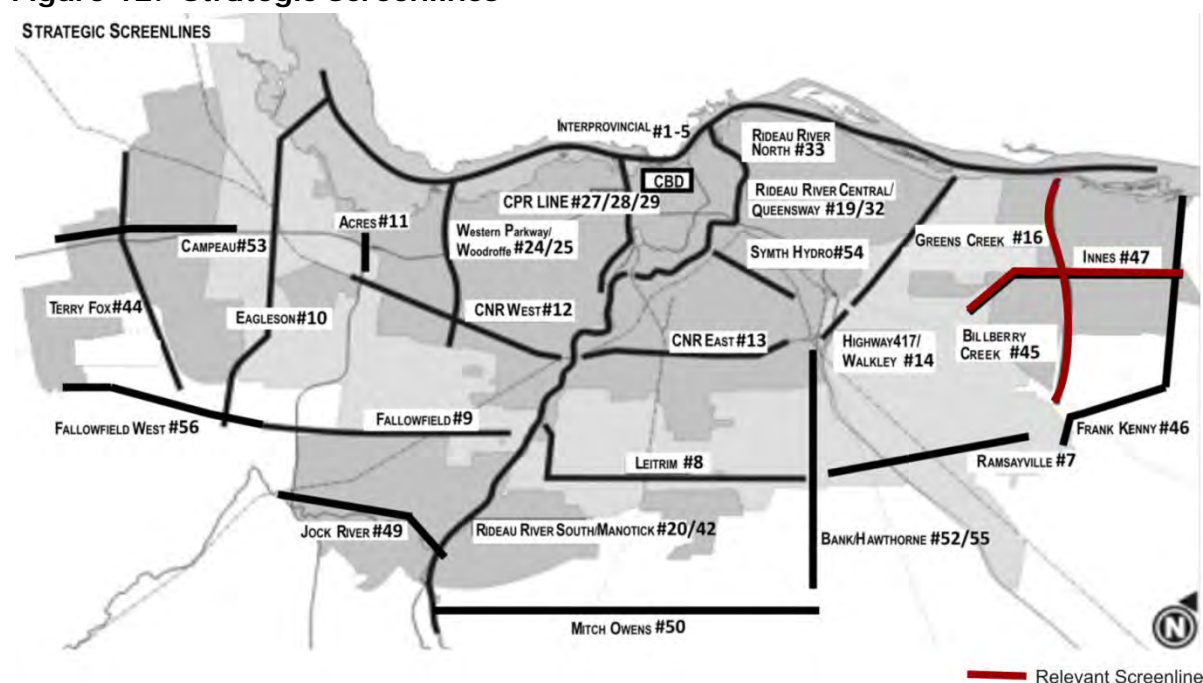 Figure 12: Strategic Screenlines
STRATEGIC SCREENLINES
INTERPROVINCIAL #1-5
RIDEAU RIVER
NORTH #33
CBD
CPR LINE #27/28/29
RIDEAU RIVER CENTRAL/
QUEENSWAY #19/32
ACRES #11
Western Parkway/
Woodroffe #24/25
GREENS CREEK #16
CAMPEAU #53
SYMTH HYDRO #54
INNES #47
TERRY FOX #44
EAGLESON #10
CNR WEST #12
CNR EAST #13
HIGHWAY417/
WALKLEY #14
BILLBERRY
CREEK #45
FALLOWFIELD WEST #56
FALLOWFIELD #9
FRANK KENNY #46
LEITRIM #8
RAMSAYVILLE #7
JOCK RIVER #49
RIDEAU RIVER SOUTH/MANOTICK #20/42
BANK/HAWTHORNE #52/55
MITCH OWENS #50
N
Relevant Screenline